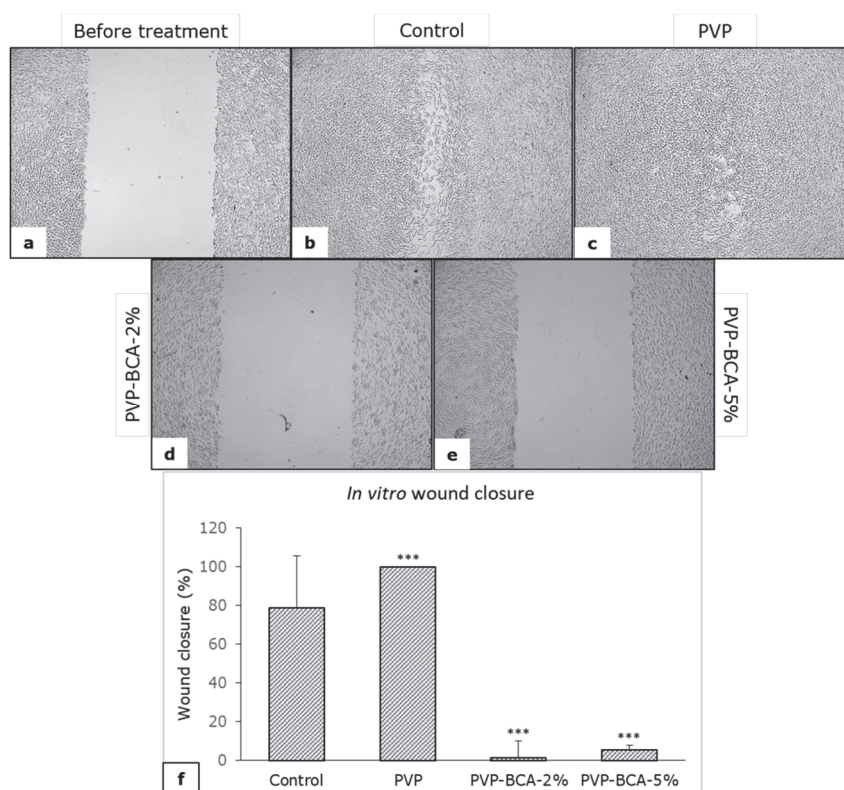 Before treatment
Control
PVP
a
b
c
PVP-BCA-2%
PVP-BCA-5%
d
e
In vitro wound closure
Wound closure (%)
120
100
80
60
40
20
0
***
***
***
Control
PVP
PVP-BCA-2%
PVP-BCA-5%
f